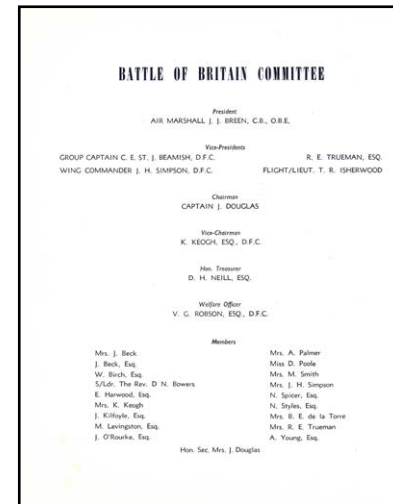 BATTLE OF BRITAIN COMMITTEE
President
AIR MARSHALL J. J. BREEN, C.B., O.B.E.
Vice-Presidents
GROUP CAPTAIN C. E. ST. J. BEAMISH, D.F.C.
R. E. TRUEMAN, ESQ.
WING COMMANDER J. H. SIMPSON, D.F.C.
FLIGHT/LIEUT. T. R. ISHERWOOD
Chairman
CAPTAIN J. DOUGLAS
Vice-Chairman
K. KEOGH, ESQ., D.F.C.
Hon. Treasurer
D. H. NEILL, ESQ.
Welfare Officer
V. G. ROBSON, ESQ., D.F.C.
Members
Mrs. J. Beck
J. Beck, Esq.
W. Birch, Esq.
S/Ldr. The Rev. D N. Bowers
E. Harwood, Esq.
Mrs. K. Keogh
J. Kilfoyle, Esq.
M. Levingston, Esq.
J. O'Rourke, Esq.
Mrs. A. Palmer
Miss D. Poole
Mrs. M. Smith
Mrs. J. H. Simpson
N. Spicer, Esq.
N. Styles, Esq.
Mrs. B. E. de la Torre
Mrs. R. E. Trueman
A. Young, Esq.
Hon. Sec. Mrs. J. Douglas